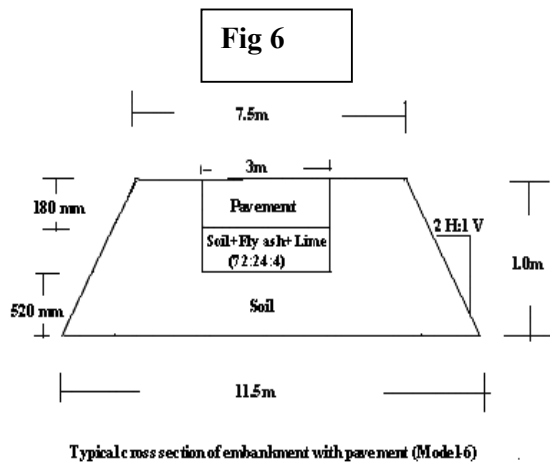 Fig 6
7.5m
3m
180 mm
Pavement
2 H:1 V
Soil+Fly ash+Lime
(72:24:4)
1.0m
520 mm
Soil
11.5m
Typical cross section of embankment with pavement (Model-6)